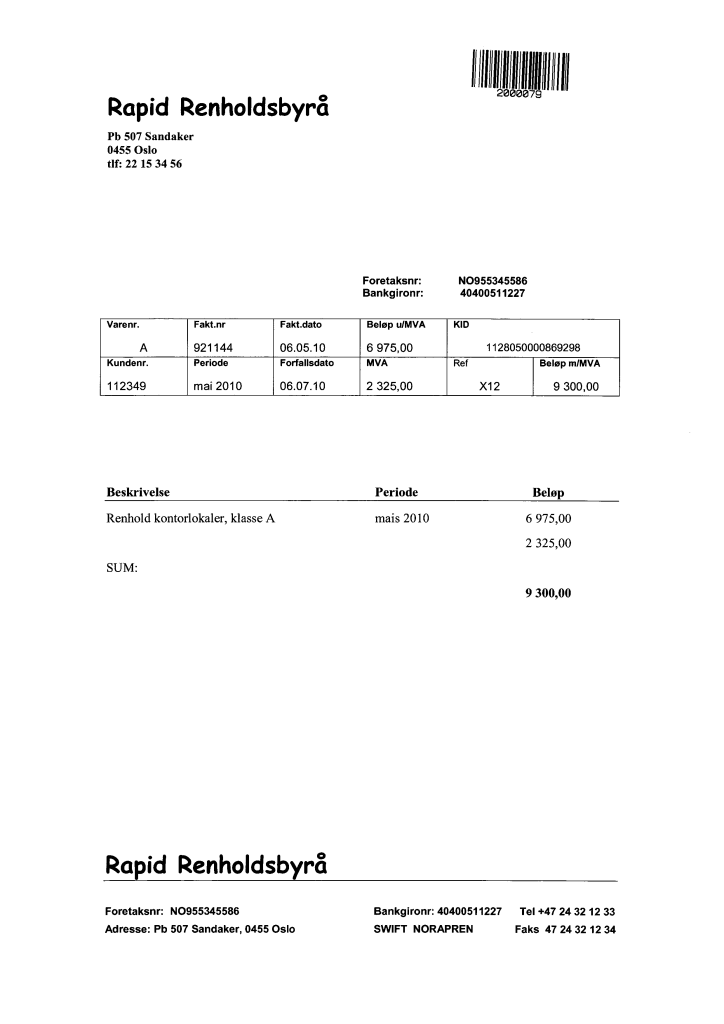 2000079
Rapid Renholdsbyrå
Pb 507 Sandaker
0455 Oslo
tlf: 22 15 34 56
Foretaksnr: NO955345586
Bankgironr: 40400511227
Varenr. Fakt.nr Fakt.dato Beløp u/MVA KID
A 921144 06.05.10 6 975,00 1128050000869298
Kundenr. Periode Forfallsdato MVA Ref Beløp m/MVA
112349 mai 2010 06.07.10 2 325,00 X12 9 300,00
Beskrivelse Periode Beløp
Renhold kontorlokaler, klasse A mais 2010 6 975,00
2 325,00
SUM:
9 300,00
Rapid Renholdsbyrå
Foretaksnr: NO955345586 Bankgironr: 40400511227 Tel +47 24 32 12 33
Adresse: Pb 507 Sandaker, 0455 Oslo SWIFT NORAPREN Faks 47 24 32 12 34